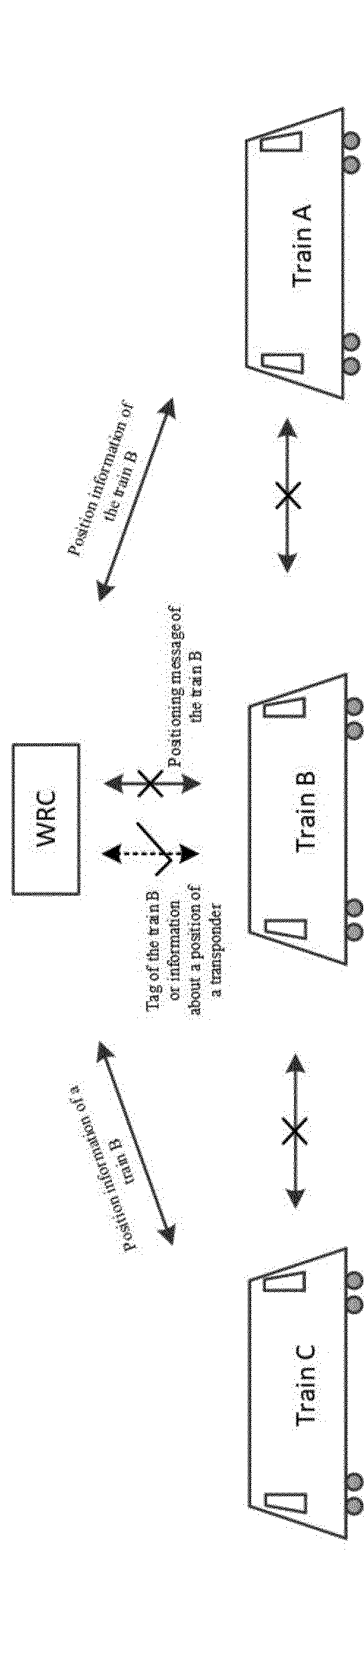 WRC
Position information of a
train B
Tag of the train B
or information
about a position of
a transponder
Positioning message of
the train B
Position information of
the train B
Train C
Train B
Train A